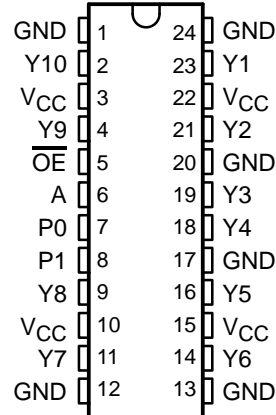 GND 1 24 GND
Y10 2 23 Y1
VCC 3 22 VCC
Y9 4 21 Y2
OE 5 20 GND
A 6 19 Y3
P0 7 18 Y4
P1 8 17 GND
Y8 9 16 Y5
VCC 10 15 VCC
Y7 11 14 Y6
GND 12 13 GND